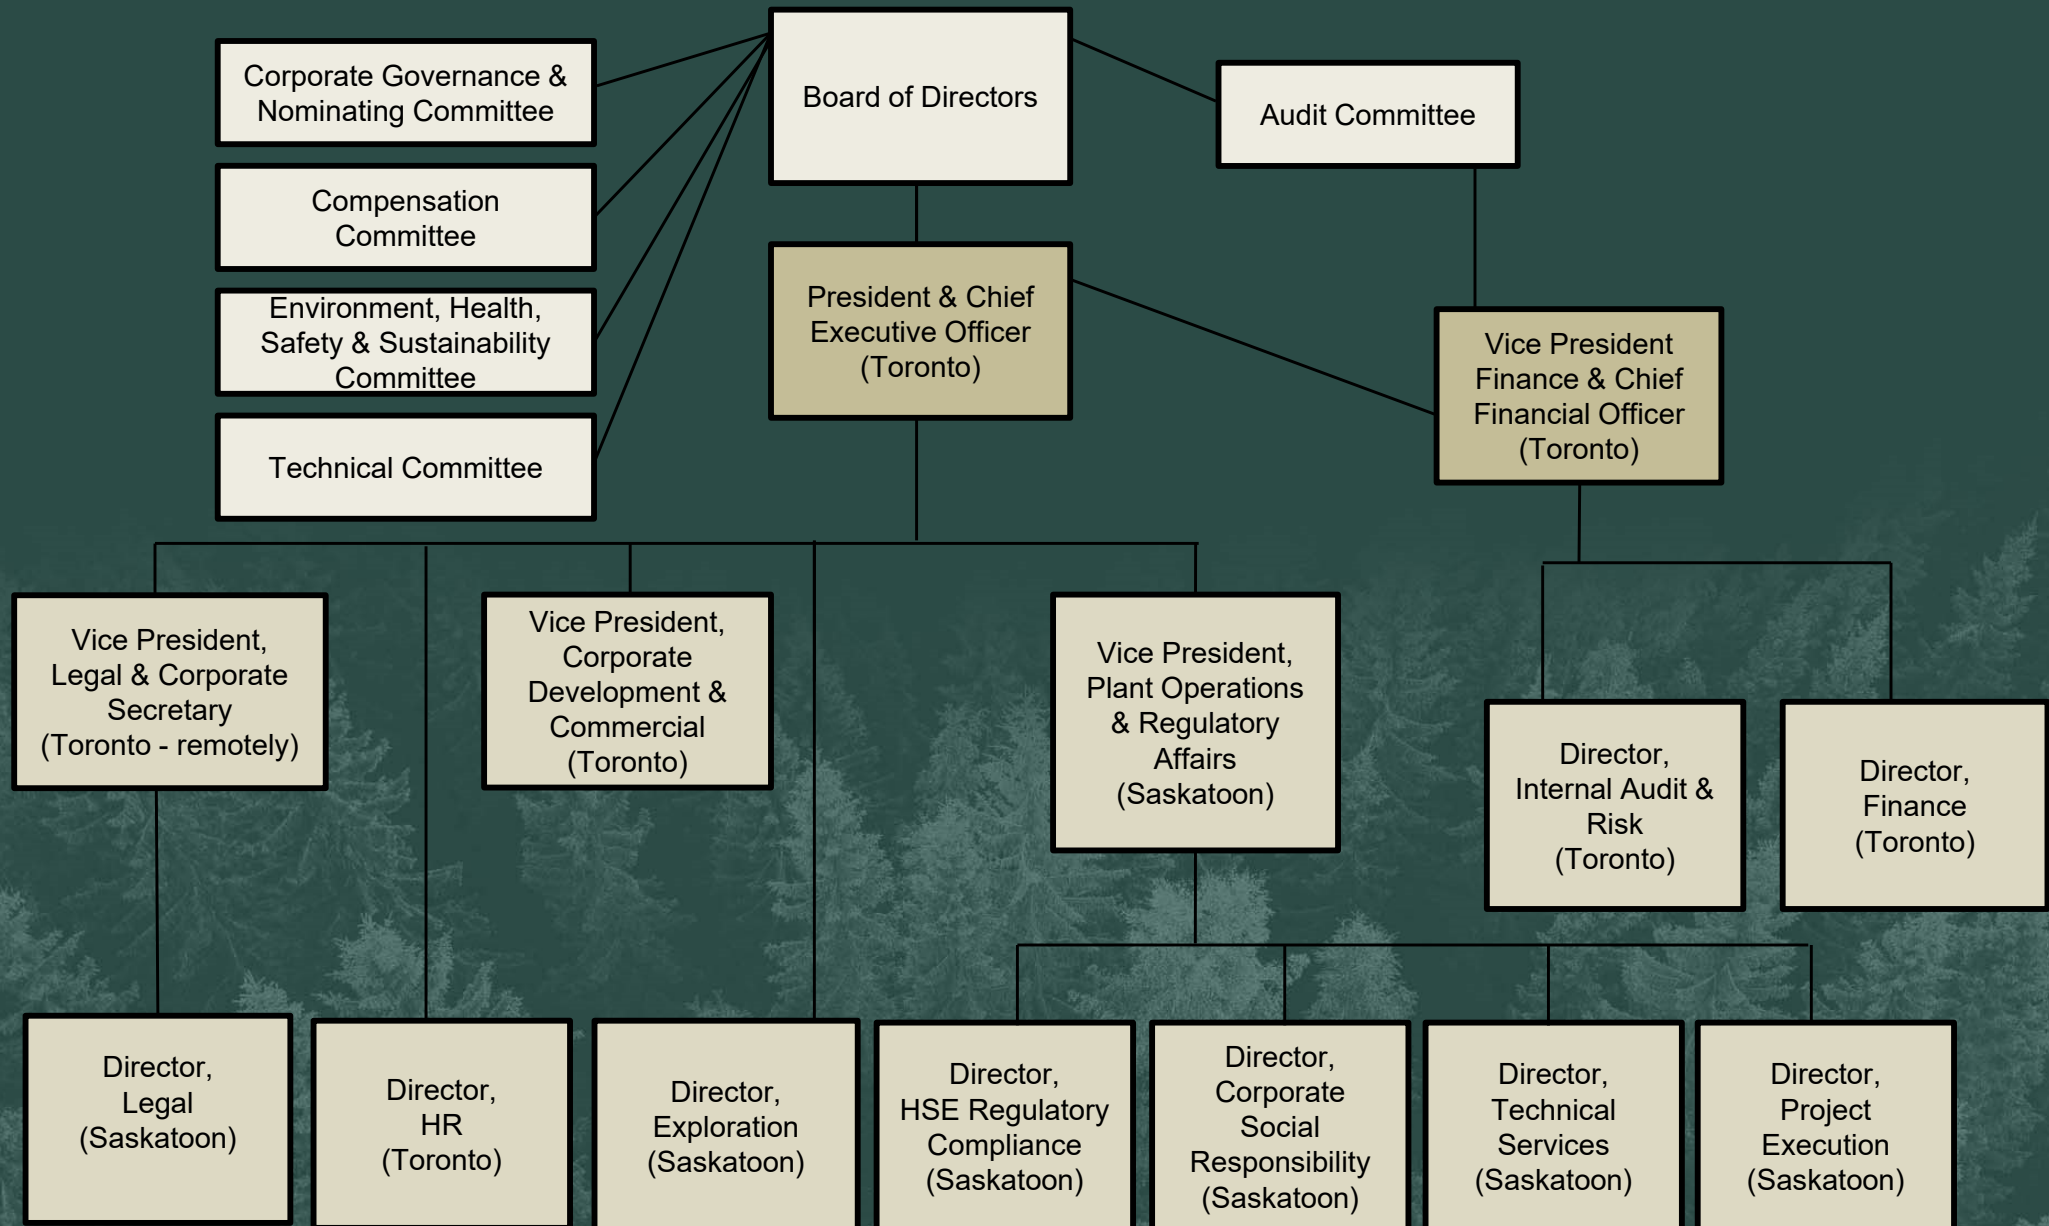 Corporate Governance &
Nominating Committee
Board of Directors
Audit Committee
Compensation
Committee
Environment, Health,
Safety & Sustainability
Committee
Technical Committee
President & Chief
Executive Officer
(Toronto)
Vice President
Finance & Chief
Financial Officer
(Toronto)
Vice President,
Legal & Corporate
Secretary
(Toronto - remotely)
Vice President,
Corporate
Development &
Commercial
(Toronto)
Vice President,
Plant Operations
& Regulatory
Affairs
(Saskatoon)
Director,
Internal Audit &
Risk
(Toronto)
Director,
Finance
(Toronto)
Director,
Legal
(Saskatoon)
Director,
HR
(Toronto)
Director,
Exploration
(Saskatoon)
Director,
HSE Regulatory
Compliance
(Saskatoon)
Director,
Corporate
Social
Responsibility
(Saskatoon)
Director,
Technical
Services
(Saskatoon)
Director,
Project
Execution
(Saskatoon)